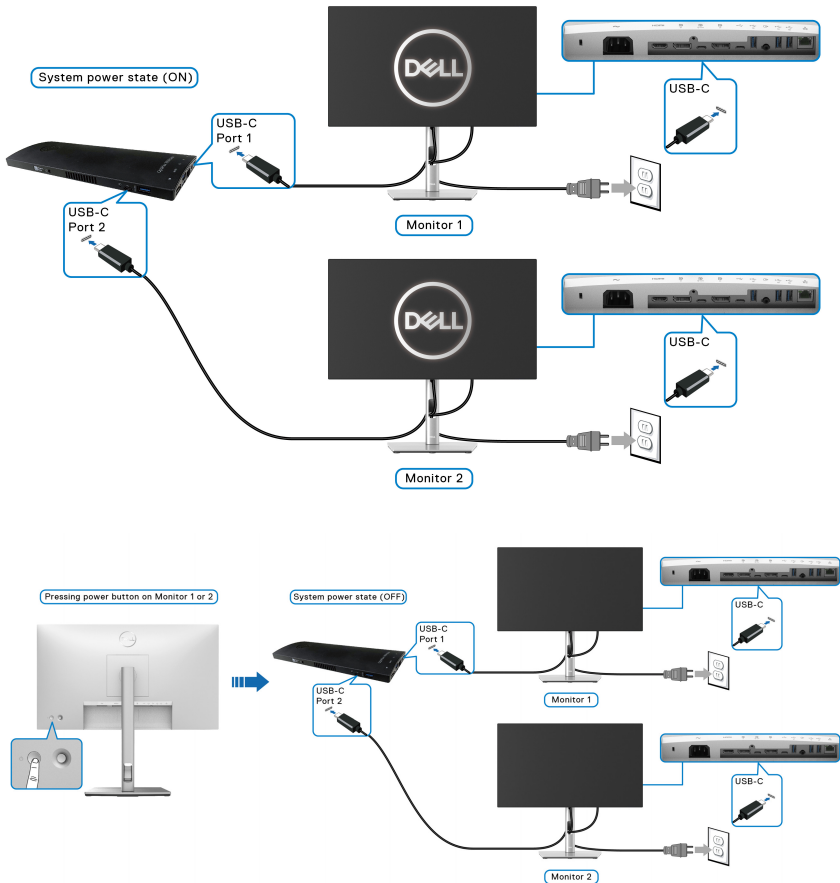 System power state (ON)
DELL
USB-C
USB-C
Port 1
USB-C
Port 2
Monitor 1
DELL
USB-C
Monitor 2
Pressing power button on Monitor 1 or 2
System power state (OFF)
USB-C
Port 1
USB-C
USB-C
Port 2
Monitor 1
USB-C
Monitor 2